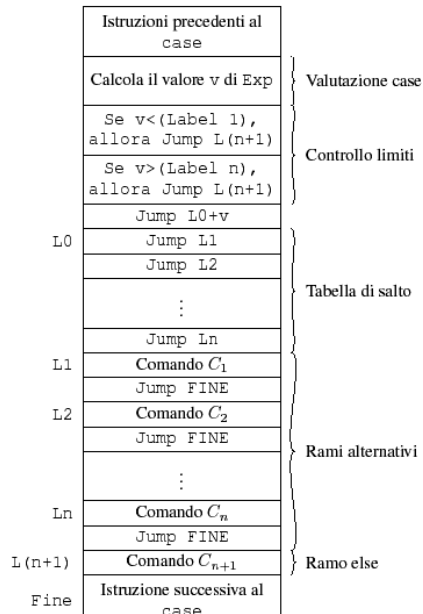 Istruzioni precedenti al
case
Calcola il valore v di Exp
Valutazione case
Se v<(Label 1),
allora Jump L(n+1)
Controllo limiti
Se v>(Label n),
allora Jump L(n+1)
Jump L0+v
L0 Jump L1
Jump L2
Tabella di salto
⋮
Jump Ln
L1 Comando C₁
Jump FINE
L2 Comando C₂
Jump FINE
Rami alternativi
⋮
Ln Comando Cₙ
Jump FINE
L(n+1) Comando Cₙ₊₁ Ramo else
Fine Istruzione successiva al
case